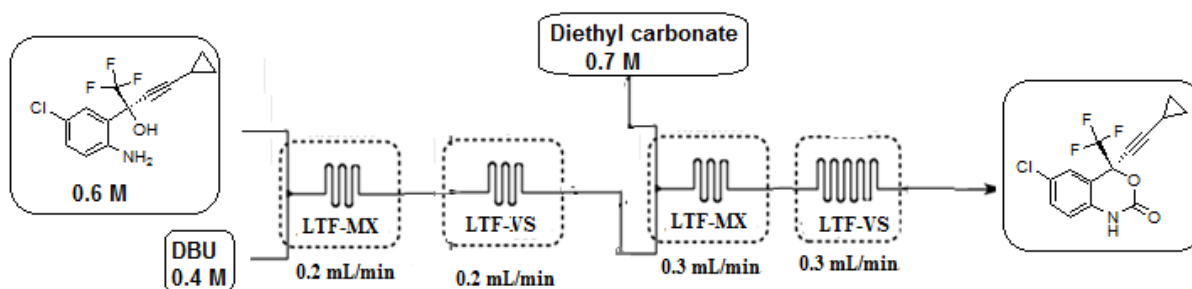 F
F
F
Cl
OH
NH2
0.6 M
DBU
0.4 M
LTF-MX
0.2 mL/min
LTF-VS
0.2 mL/min
Diethyl carbonate
0.7 M
LTF-MX
0.3 mL/min
LTF-VS
0.3 mL/min
F
F
F
Cl
O
N
H
O